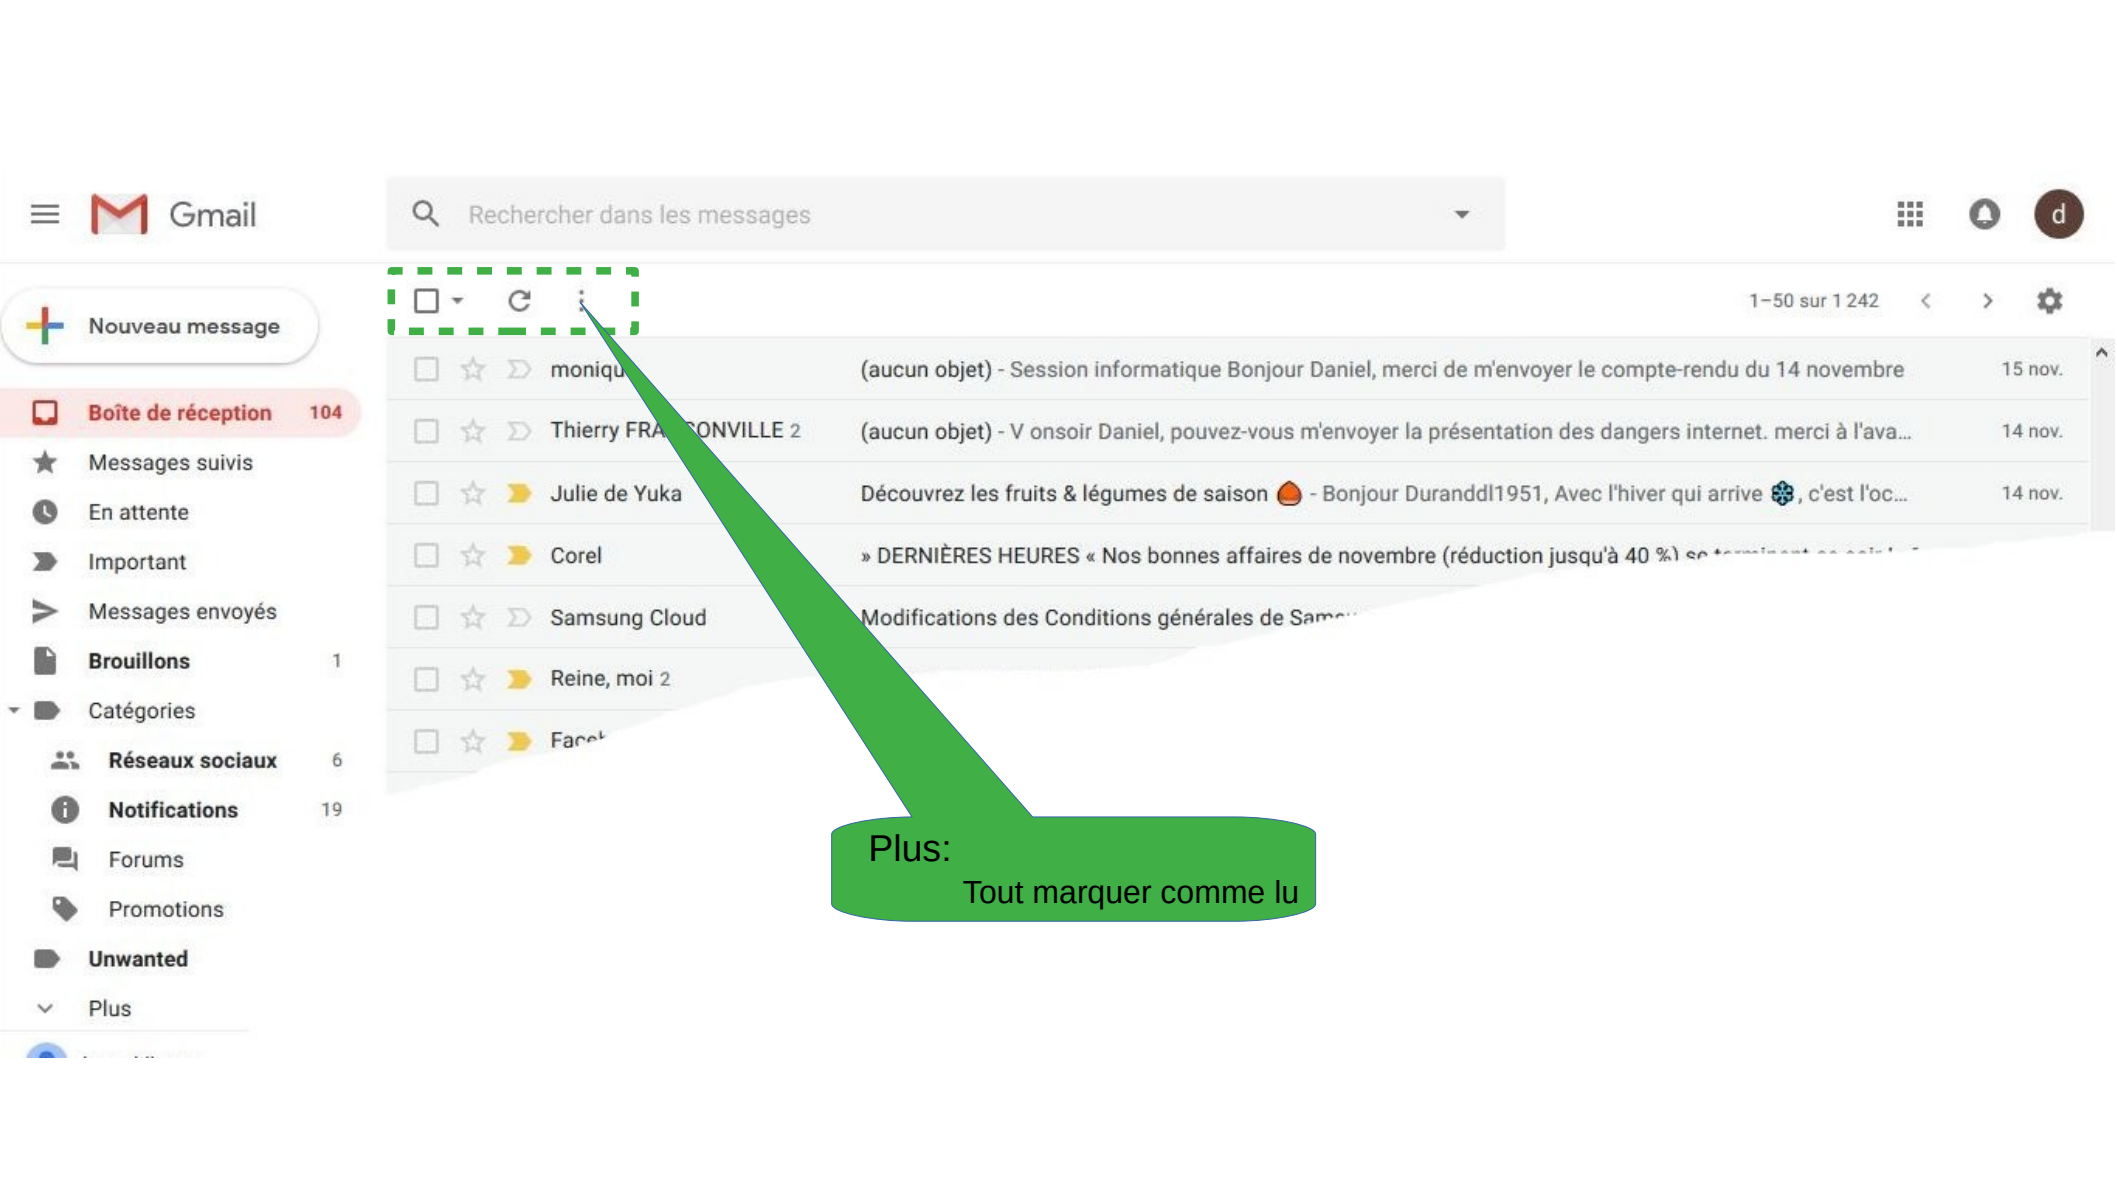 Gmail
Rechercher dans les messages
d
Nouveau message
1–50 sur 1 242
Boîte de réception 104
Messages suivis
En attente
Important
Messages envoyés
Brouillons 1
Catégories
Réseaux sociaux 6
Notifications 19
Forums
Promotions
Unwanted
Plus
(aucun objet) - Session informatique Bonjour Daniel, merci de m'envoyer le compte-rendu du 14 novembre 15 nov.
Thierry 2 (aucun objet) - V onsoir Daniel, pouvez-vous m'envoyer la présentation des dangers internet. merci à l'ava... 14 nov.
Julie de Yuka Découvrez les fruits & légumes de saison - Bonjour Duranddl1951, Avec l'hiver qui arrive , c'est l'oc... 14 nov.
Corel » DERNIÈRES HEURES « Nos bonnes affaires de novembre (réduction jusqu'à 40 %) se
Samsung Cloud Modifications des Conditions générales de
Reine, moi 2
Plus:
Tout marquer comme lu